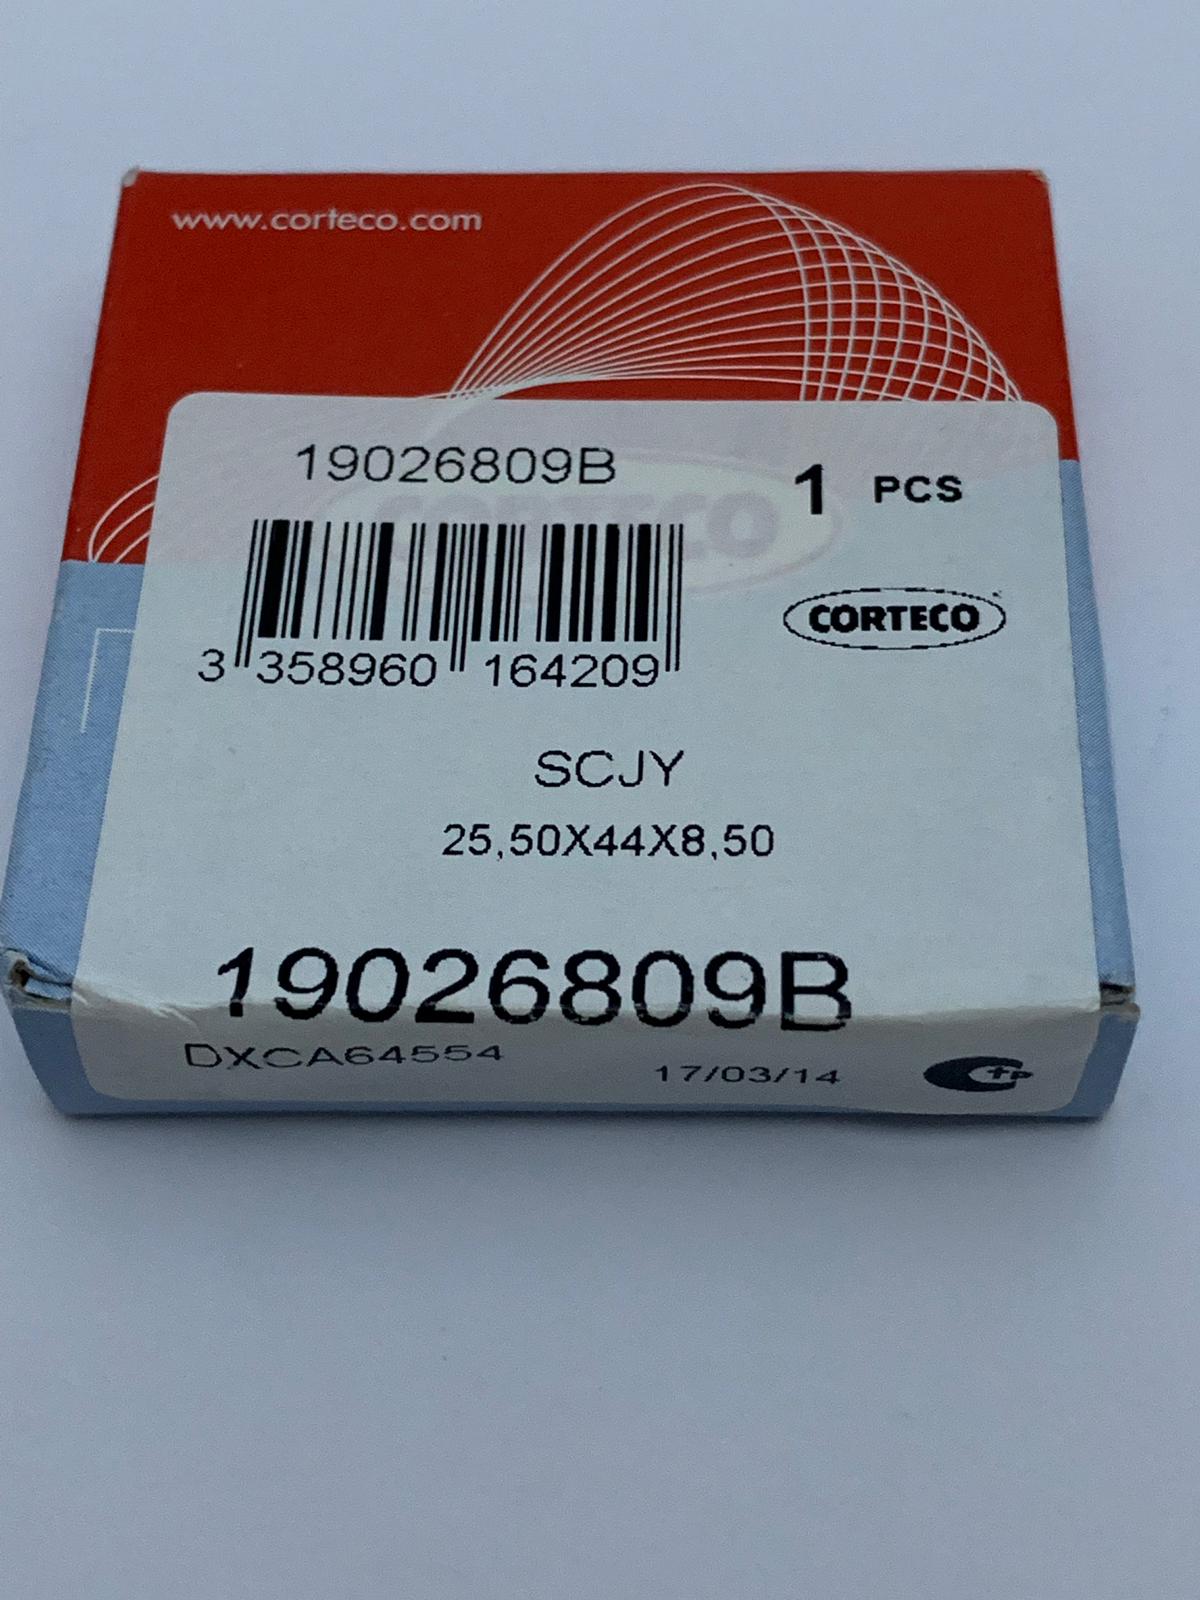 www.corteco.com
19026809B
1 PCS
3 358960 164209
CORTECO
SCJY
25,50X44X8,50
19026809B
DXCA64554
17/03/14